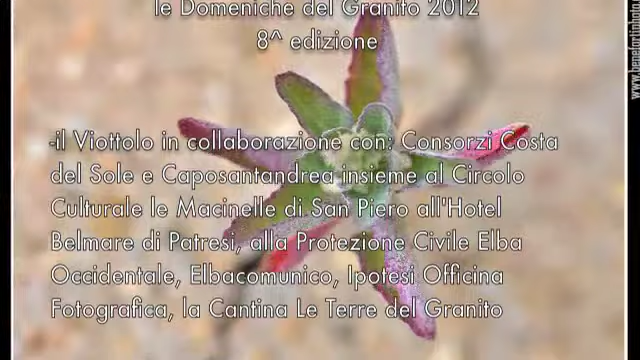 le Domeniche del Granito 2012
8^ edizione
-il Viottolo in collaborazione con: Consorzi Costa
del Sole e Caposantandrea insieme al Circolo
Culturale le Macinelle di San Piero all'Hotel
Belmare di Patresi, alla Protezione Civile Elba
Occidentale, Elbacomunico, Ipotesi Officina
Fotografica, la Cantina Le Terre del Granito